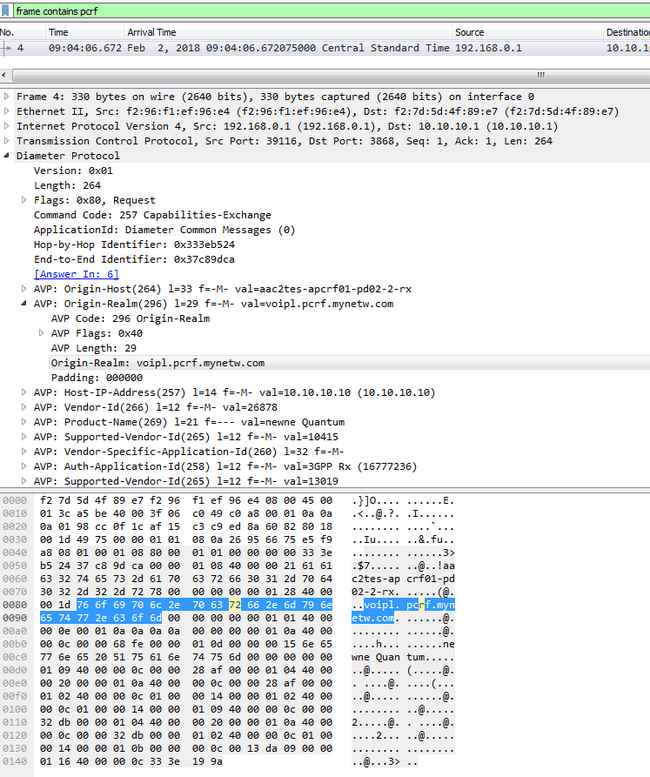 frame contains pcrf
No. Time Arrival Time Source Destination
4 09:04:06.672 Feb 2, 2018 09:04:06.672075000 Central Standard Time 192.168.0.1 10.10.1
Frame 4: 330 bytes on wire (2640 bits), 330 bytes captured (2640 bits) on interface 0
Ethernet II, Src: f2:96:f1:ef:96:e4 (f2:96:f1:ef:96:e4), Dst: f2:7d:5d:4f:89:e7 (f2:7d:5d:4f:89:e7)
Internet Protocol Version 4, Src: 192.168.0.1 (192.168.0.1), Dst: 10.10.10.1 (10.10.10.1)
Transmission Control Protocol, Src Port: 39116, Dst Port: 3868, Seq: 1, Ack: 1, Len: 264
Diameter Protocol
Version: 0x01
Length: 264
Flags: 0x80, Request
Command Code: 257 Capabilities-Exchange
ApplicationId: Diameter Common Messages (0)
Hop-by-Hop Identifier: 0x333eb524
End-to-End Identifier: 0x37c89dca
[Answer In: 6]
AVP: Origin-Host(264) l=33 f=-M- val=aac2tes-apcrf01-pd02-2-rx
AVP: Origin-Realm(296) l=29 f=-M- val=voipl.pcrf.mynetw.com
AVP Code: 296 Origin-Realm
AVP Flags: 0x40
AVP Length: 29
Origin-Realm: voipl.pcrf.mynetw.com
Padding: 000000
AVP: Host-IP-Address(257) l=14 f=-M- val=10.10.10.10 (10.10.10.10)
AVP: Vendor-Id(266) l=12 f=-M- val=26878
AVP: Product-Name(269) l=21 f=--- val=newne Quantum
AVP: Supported-Vendor-Id(265) l=12 f=-M- val=10415
AVP: Vendor-Specific-Application-Id(260) l=32 f=-M-
AVP: Auth-Application-Id(258) l=12 f=-M- val=3GPP Rx (16777236)
AVP: Supported-Vendor-Id(265) l=12 f=-M- val=13019
0000 f2 7d 5d 4f 89 e7 f2 96 f1 ef 96 e4 08 00 45 00 .}]O.... ......E.
0010 01 3c a5 be 40 00 3f 06 c0 49 c0 a8 00 01 0a 0a .<..@.?. .I......
0020 0a 01 98 cc 0f 1c af 15 c3 c9 ed 8a 60 82 80 18 ........ ....`...
0030 00 1d 49 75 00 00 01 01 08 0a 26 95 66 75 e5 f9 ..Iu.... ..&.fu..
0040 a8 08 01 00 01 08 80 00 01 01 00 00 00 00 33 3e ........ ......3>
0050 b5 24 37 c8 9d ca 00 00 01 08 40 00 00 21 61 61 .$7..... ..@..!aa
0060 63 32 74 65 73 2d 61 70 63 72 66 30 31 2d 70 64 c2tes-ap crf01-pd
0070 30 32 2d 32 2d 72 78 00 00 00 00 00 01 28 40 00 02-2-rx. .....(@.
0080 00 1d 76 6f 69 70 6c 2e 70 63 72 66 2e 6d 79 6e ..voipl. pcrf.myn
0090 65 74 77 2e 63 6f 6d 00 00 00 00 00 01 01 40 00 etw.com. ......@.
00a0 00 0e 00 01 0a 0a 0a 0a 00 00 00 00 01 0a 40 00 ........ ......@.
00b0 00 0c 00 00 68 fe 00 00 01 0d 00 00 00 15 6e 65 ....h... ......ne
00c0 77 6e 65 20 51 75 61 6e 74 75 6d 00 00 00 00 00 wne Quan tum.....
00d0 01 09 40 00 00 0c 00 00 28 af 00 00 01 04 40 00 ..@..... (.....@.
00e0 00 20 00 00 01 0a 40 00 00 0c 00 00 28 af 00 00 . ....@. ....(...
00f0 01 02 40 00 00 0c 01 00 00 14 00 00 01 02 40 00 ..@..... ......@.
0100 00 0c 01 00 00 14 00 00 01 09 40 00 00 0c 00 00 ........ ..@.....
0110 32 db 00 00 01 04 40 00 00 20 00 00 01 0a 40 00 2.....@. . ....@.
0120 00 0c 00 00 32 db 00 00 01 02 40 00 00 0c 01 00 ....2... ..@.....
0130 00 14 00 00 01 0b 00 00 00 0c 00 13 da 09 00 00 ........ ........
0140 01 16 40 00 00 0c 33 3e 19 9a ..@...3> ..